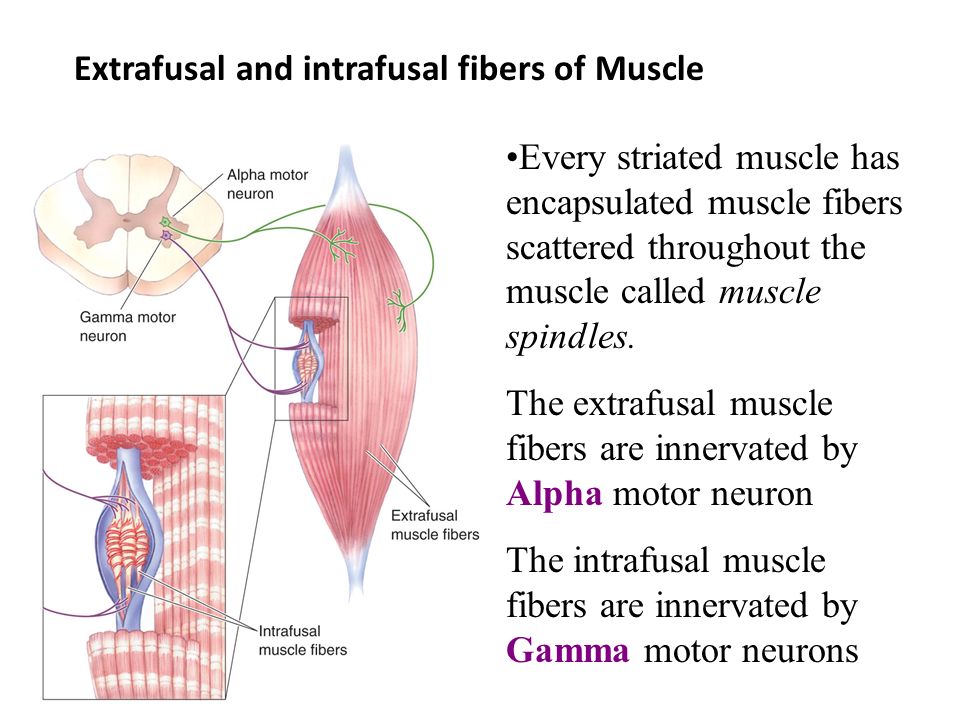 Extrafusal and intrafusal fibers of Muscle
Alpha motor
neuron
Gamma motor
neuron
Extrafusal
muscle fibers
Intrafusal
muscle fibers
•Every striated muscle has
encapsulated muscle fibers
scattered throughout the
muscle called muscle
spindles.
The extrafusal muscle
fibers are innervated by
Alpha motor neuron
The intrafusal muscle
fibers are innervated by
Gamma motor neurons